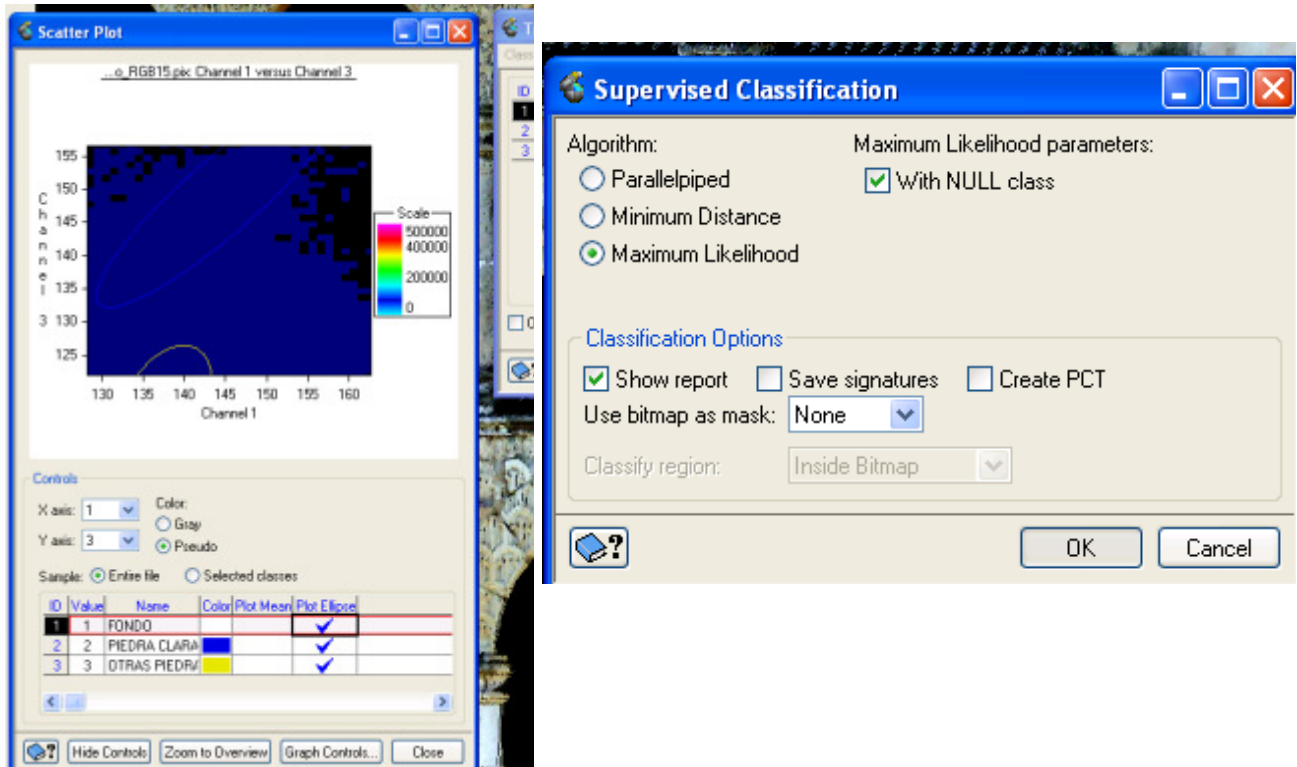 Scatter Plot
...o_RGB15.pix: Channel 1 versus Channel 3
155
150
145
140
135
130
125
Channel 3
130 135 140 145 150 155 160
Channel 1
Scale
500000
400000
200000
0
Controls
X axis: 1
Y axis: 3
Color:
Gray
Pseudo
Sample: Entire file Selected classes
ID Value Name Color Plot Mean Plot Ellipse
1 1 FONDO
2 2 PIEDRA CLARA
3 3 OTRAS PIEDRA
Hide Controls Zoom to Overview Graph Controls... Close
T
Class
ID
1
2
3
Supervised Classification
Algorithm:
Parallelpiped
Minimum Distance
Maximum Likelihood
Maximum Likelihood parameters:
With NULL class
Classification Options
Show report Save signatures Create PCT
Use bitmap as mask: None
Classify region: Inside Bitmap
OK Cancel